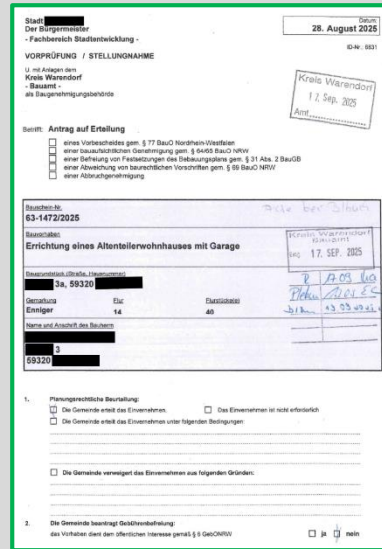 Stadt
Der Bürgermeister
- Fachbereich Stadtentwicklung -
Datum:
28. August 2025
ID-Nr.: 0831
VORPRÜFUNG / STELLUNGNAHME
U. mit Anlagen dem
Kreis Warendorf
- Bauamt -
als Baugenehmigungsbehörde
Kreis Warendorf
17. Sep. 2025
Amt
Betrifft: Antrag auf Erteilung
eines Vorbescheides gem. § 77 BauO Nordrhein-Westfalen
einer bauaufsichtlichen Genehmigung gem. § 64/65 BauO NRW
einer Befreiung von Festsetzungen des Bebauungsplans gem. § 31 Abs. 2 BauGB
einer Abweichung von baurechtlichen Vorschriften gem. § 69 BauO NRW
einer Abbruchgenehmigung
Bauschein-Nr.
63-1472/2025
Bauvorhaben
Errichtung eines Altenteilerwohnhauses mit Garage
Kreis Warendorf
Bauamt
17. SEP. 2025
Baugrundstück (Straße, Hausnummer)
3a, 59320
Gemarkung Flur Flurstück(e)
Enniger 14 40
Name und Anschrift des Bauherrn
3
59320
1. Planungsrechtliche Beurteilung:
Die Gemeinde erteilt das Einvernehmen. Das Einvernehmen ist nicht erforderlich
Die Gemeinde erteilt das Einvernehmen unter folgenden Bedingungen:
Die Gemeinde verweigert das Einvernehmen aus folgenden Gründen:
2. Die Gemeinde beantragt Gebührenbefreiung:
das Vorhaben dient dem öffentlichen Interesse gemäß § 6 GebGNRW ja nein